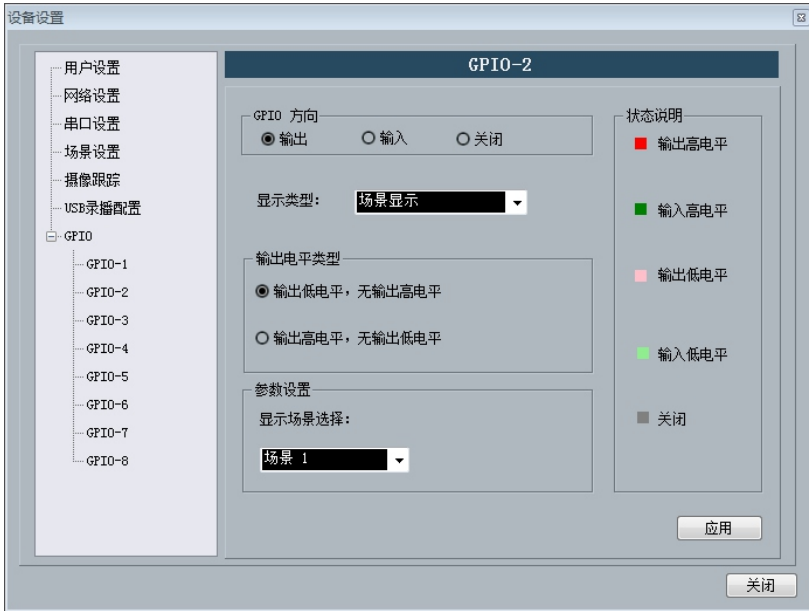 设备设置
用户设置
网络设置
串口设置
场景设置
摄像跟踪
USB录播配置
GPIO
GPIO-1
GPIO-2
GPIO-3
GPIO-4
GPIO-5
GPIO-6
GPIO-7
GPIO-8
GPIO-2
GPIO 方向
输出 输入 关闭
显示类型： 场景显示
输出电平类型
输出低电平，无输出高电平
输出高电平，无输出低电平
参数设置
显示场景选择：
场景 1
状态说明
输出高电平
输入高电平
输出低电平
输入低电平
关闭
应用
关闭